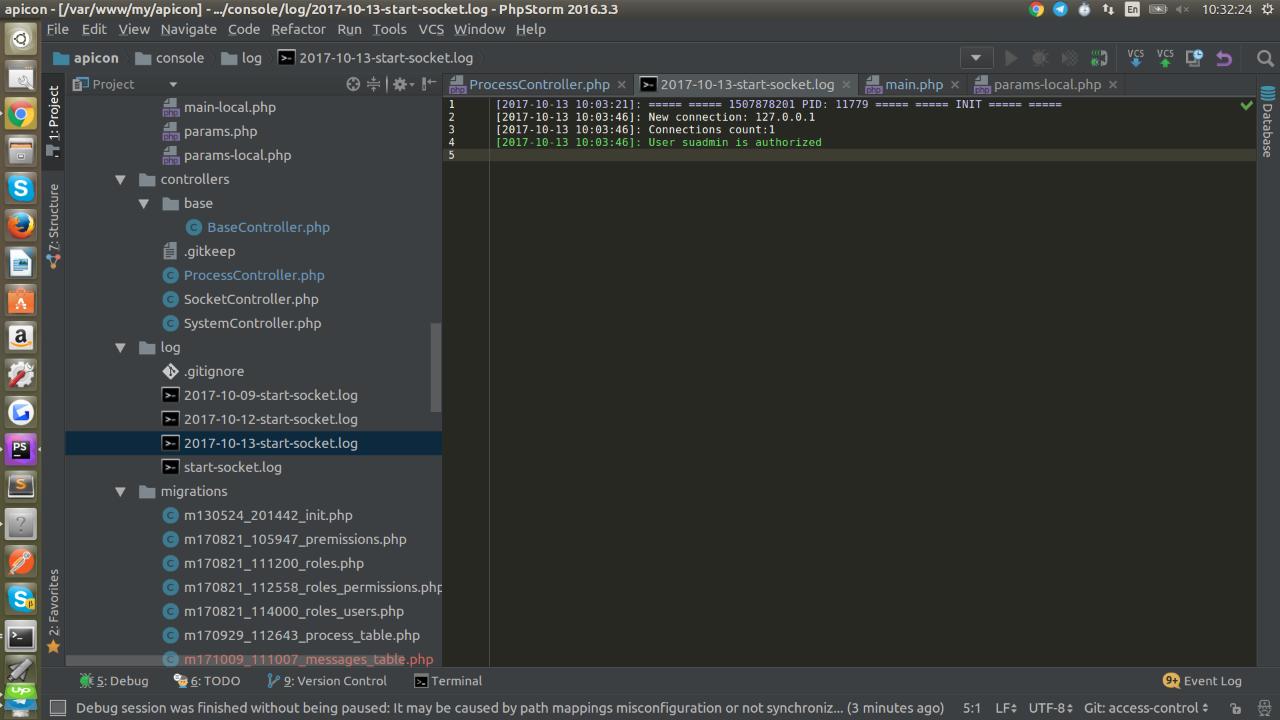 apicon - [/var/www/my/apicon] - .../console/log/2017-10-13-start-socket.log - PhpStorm 2016.3.3
En
10:32:24
File Edit View Navigate Code Refactor Run Tools VCS Window Help
apicon console log 2017-10-13-start-socket.log
VCS VCS
Project
ProcessController.php 2017-10-13-start-socket.log main.php params-local.php
1: Project
7: Structure
2: Favorites
main-local.php
params.php
params-local.php
controllers
base
BaseController.php
.gitkeep
ProcessController.php
SocketController.php
SystemController.php
log
.gitignore
2017-10-09-start-socket.log
2017-10-12-start-socket.log
2017-10-13-start-socket.log
start-socket.log
migrations
m130524_201442_init.php
m170821_105947_premissions.php
m170821_111200_roles.php
m170821_112558_roles_permissions.php
m170821_114000_roles_users.php
m170929_112643_process_table.php
m171009_111007_messages_table.php
1 [2017-10-13 10:03:21]: ===== ===== 1507878201 PID: 11779 ===== ===== INIT ===== =====
2 [2017-10-13 10:03:46]: New connection: 127.0.0.1
3 [2017-10-13 10:03:46]: Connections count:1
4 [2017-10-13 10:03:46]: User suadmin is authorized
5
Database
5: Debug 6: TODO 9: Version Control Terminal
9+ Event Log
Debug session was finished without being paused: It may be caused by path mappings misconfiguration or not synchroniz... (3 minutes ago) 5:1 LF UTF-8 Git: access-control